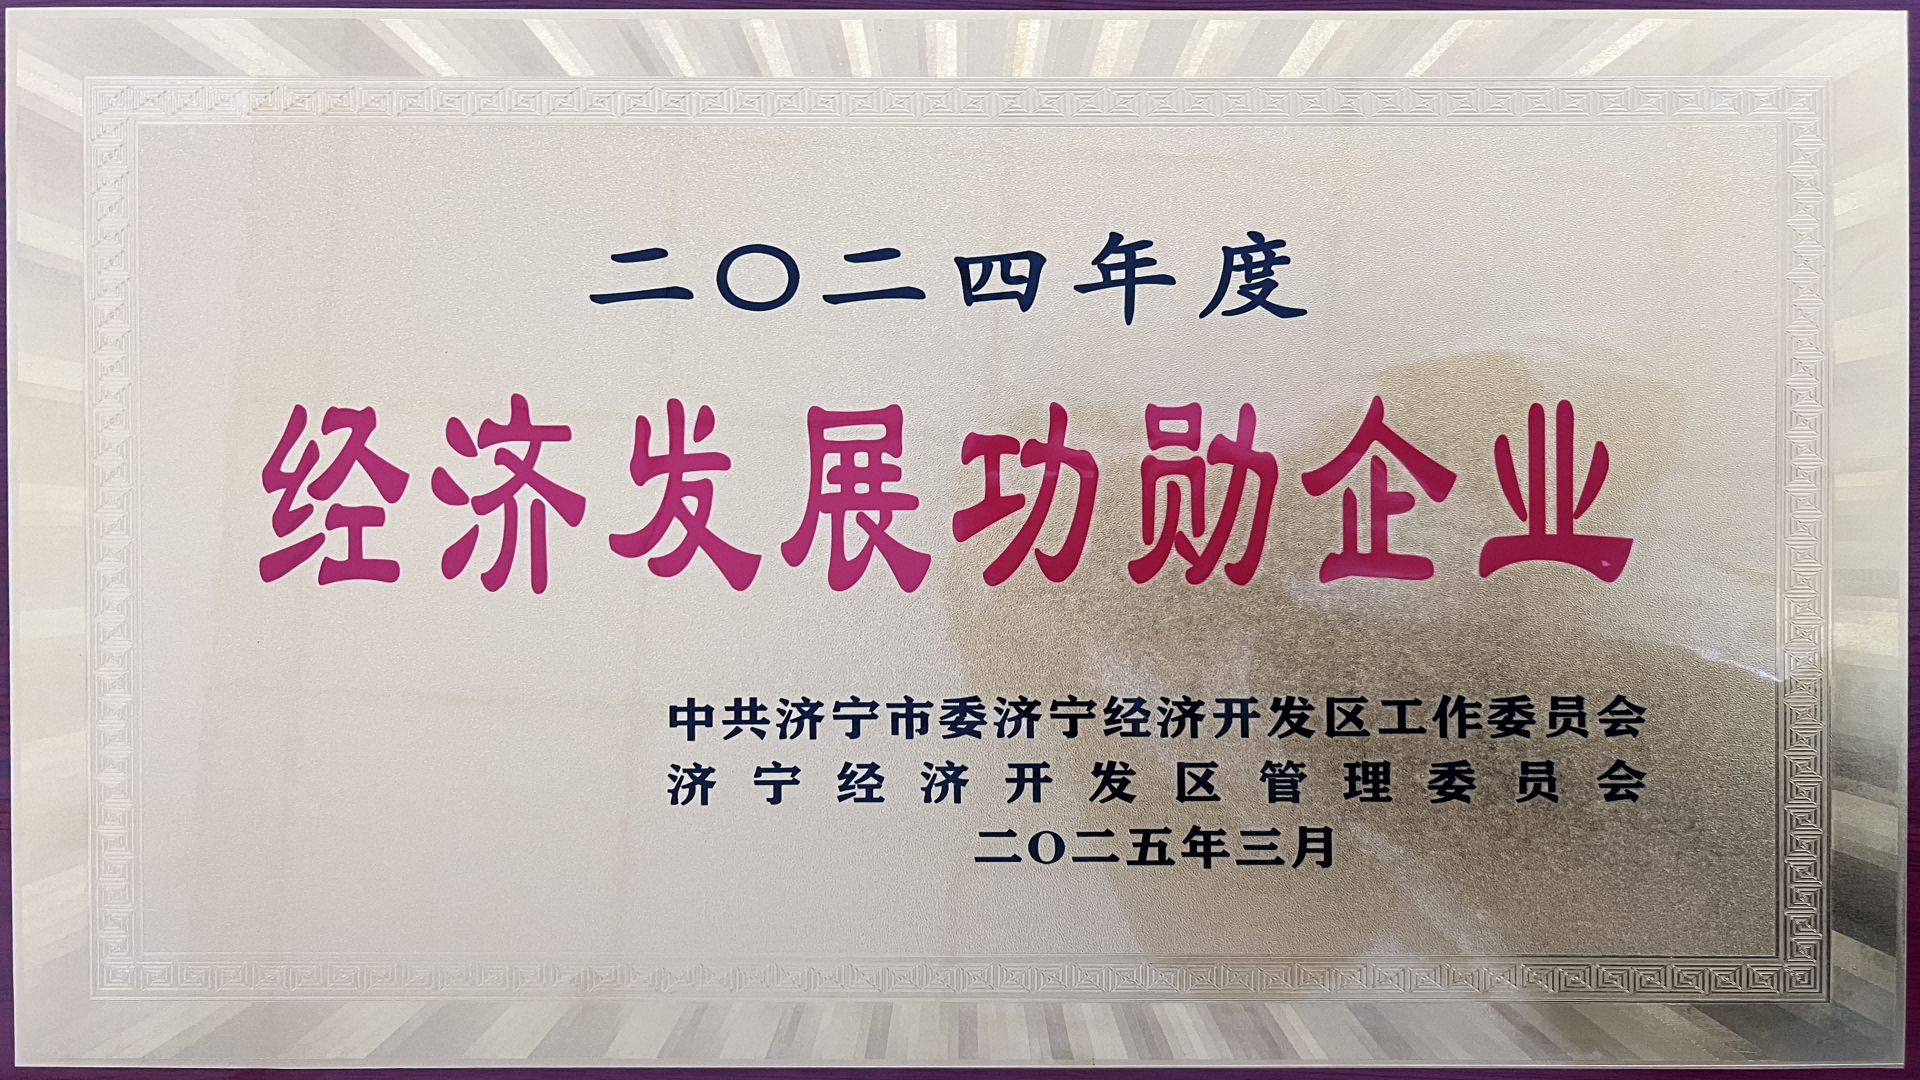 二〇二四年度
经济发展功勋企业
中共济宁市委济宁经济开发区工作委员会
济宁经济开发区管理委员会
二〇二五年三月